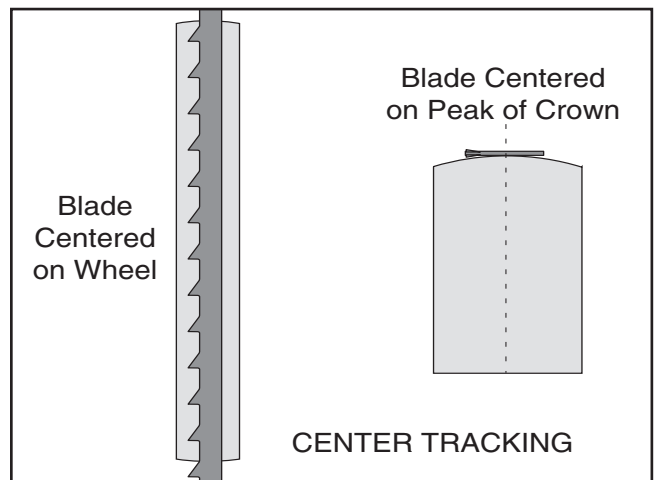 Blade
Centered
on Wheel
Blade Centered
on Peak of Crown
CENTER TRACKING